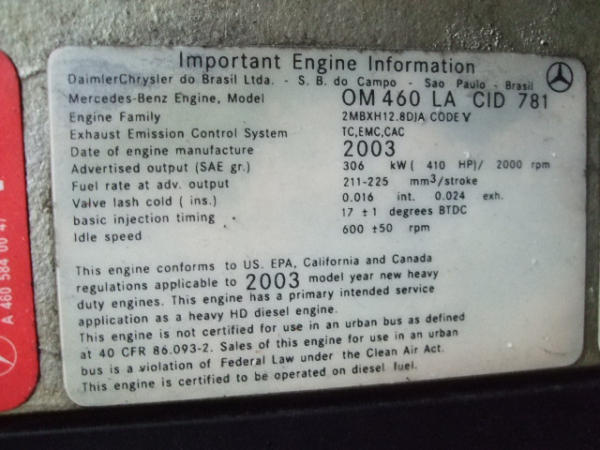 Important Engine Information
DaimlerChrysler do Brasil Ltda. - S. B. do Campo - Sao Paulo - Brasil
Mercedes-Benz Engine, Model OM 460 LA CID 781
Engine Family 2MBXH12.8DJA CODE V
Exhaust Emission Control System TC,EMC,CAC
Date of engine manufacture 2003
Advertised output (SAE gr.) 306 kW ( 410 HP)/ 2000 rpm
Fuel rate at adv. output 211-225 mm³/stroke
Valve lash cold ( ins.) 0.016 int. 0.024 exh.
basic injection timing 17 ±1 degrees BTDC
Idle speed 600 ±50 rpm
This engine conforms to US. EPA, California and Canada
regulations applicable to 2003 model year new heavy
duty engines. This engine has a primary intended service
application as a heavy HD diesel engine.
This engine is not certified for use in an urban bus as defined
at 40 CFR 86.093-2. Sales of this engine for use in an urban
bus is a violation of Federal Law under the Clean Air Act.
This engine is certified to be operated on diesel fuel.
A 460 584 00 47